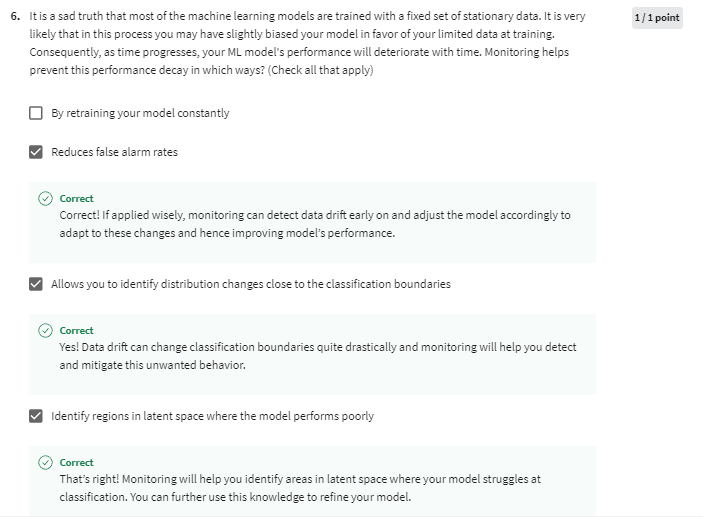 6. It is a sad truth that most of the machine learning models are trained with a fixed set of stationary data. It is very
1 / 1 point
likely that in this process you may have slightly biased your model in favor of your limited data at training.
Consequently, as time progresses, your ML model's performance will deteriorate with time. Monitoring helps
prevent this performance decay in which ways? (Check all that apply)
By retraining your model constantly
Reduces false alarm rates
Correct
Correct! If applied wisely, monitoring can detect data drift early on and adjust the model accordingly to
adapt to these changes and hence improving model's performance.
Allows you to identify distribution changes close to the classification boundaries
Correct
Yes! Data drift can change classification boundaries quite drastically and monitoring will help you detect
and mitigate this unwanted behavior.
Identify regions in latent space where the model performs poorly
Correct
That's right! Monitoring will help you identify areas in latent space where your model struggles at
classification. You can further use this knowledge to refine your model.